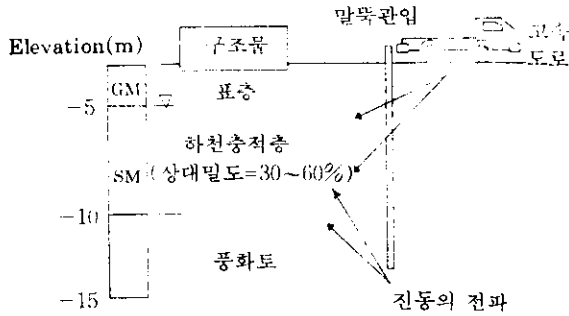 말뚝관입
Elevation(m)
구조물
고속
도로
GM
표층
-5
하천충적층
SM (상대밀도=30~60%)
-10
풍화토
-15
진동의 전파